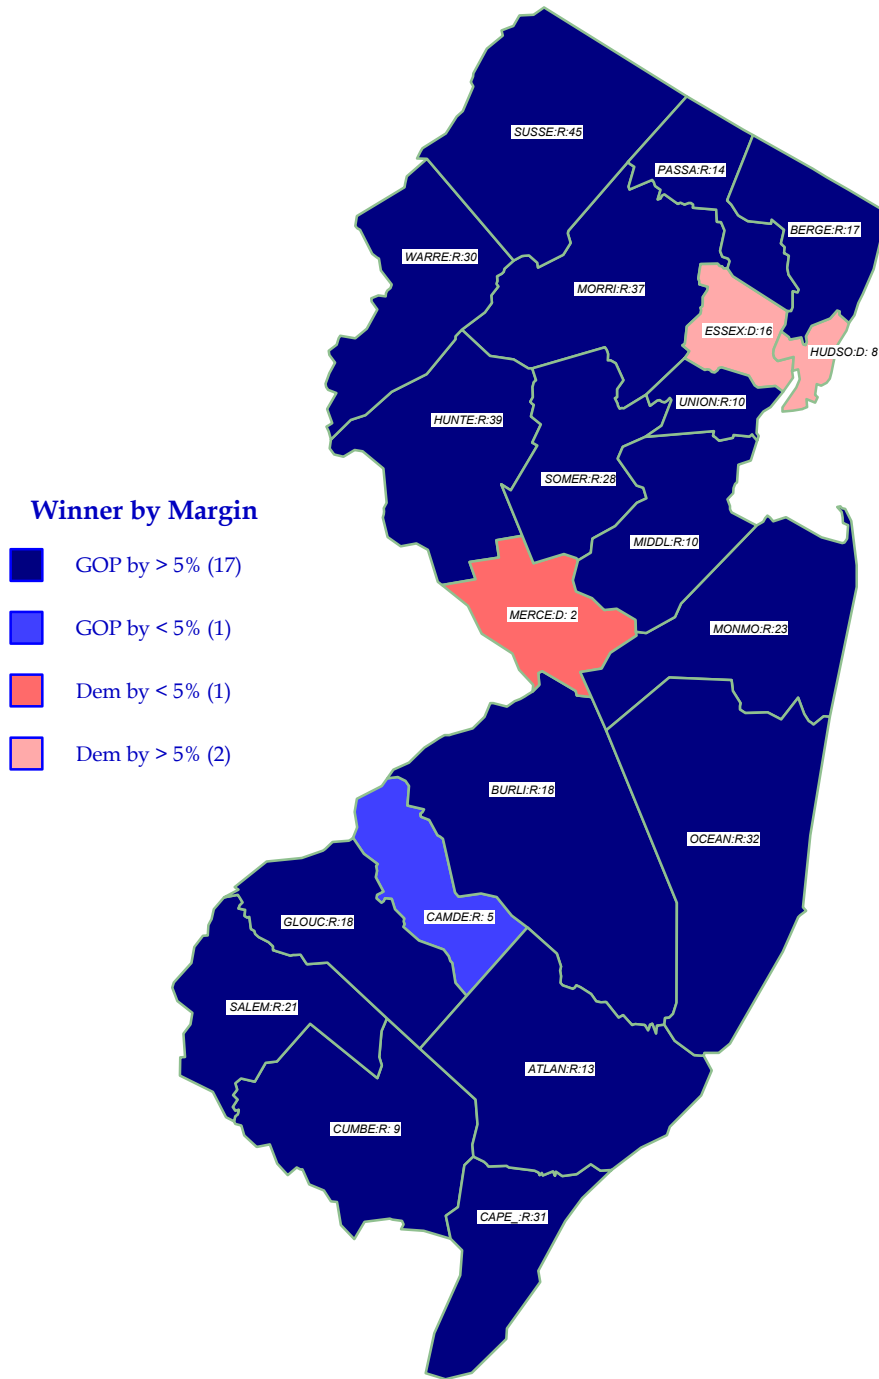 SUSSE:R:45
PASSA:R:14
BERGE:R:17
WARRE:R:30
MORRI:R:37
ESSEX:D:16
HUDSO:D: 8
UNION:R:10
HUNTE:R:39
SOMER:R:28
MIDDL:R:10
MERCE:D: 2
MONMO:R:23
Winner by Margin
GOP by > 5% (17)
GOP by < 5% (1)
Dem by < 5% (1)
Dem by > 5% (2)
BURLI:R:18
OCEAN:R:32
CAMDE:R: 5
GLOUC:R:18
SALEM:R:21
ATLAN:R:13
CUMBE:R: 9
CAPE_:R:31